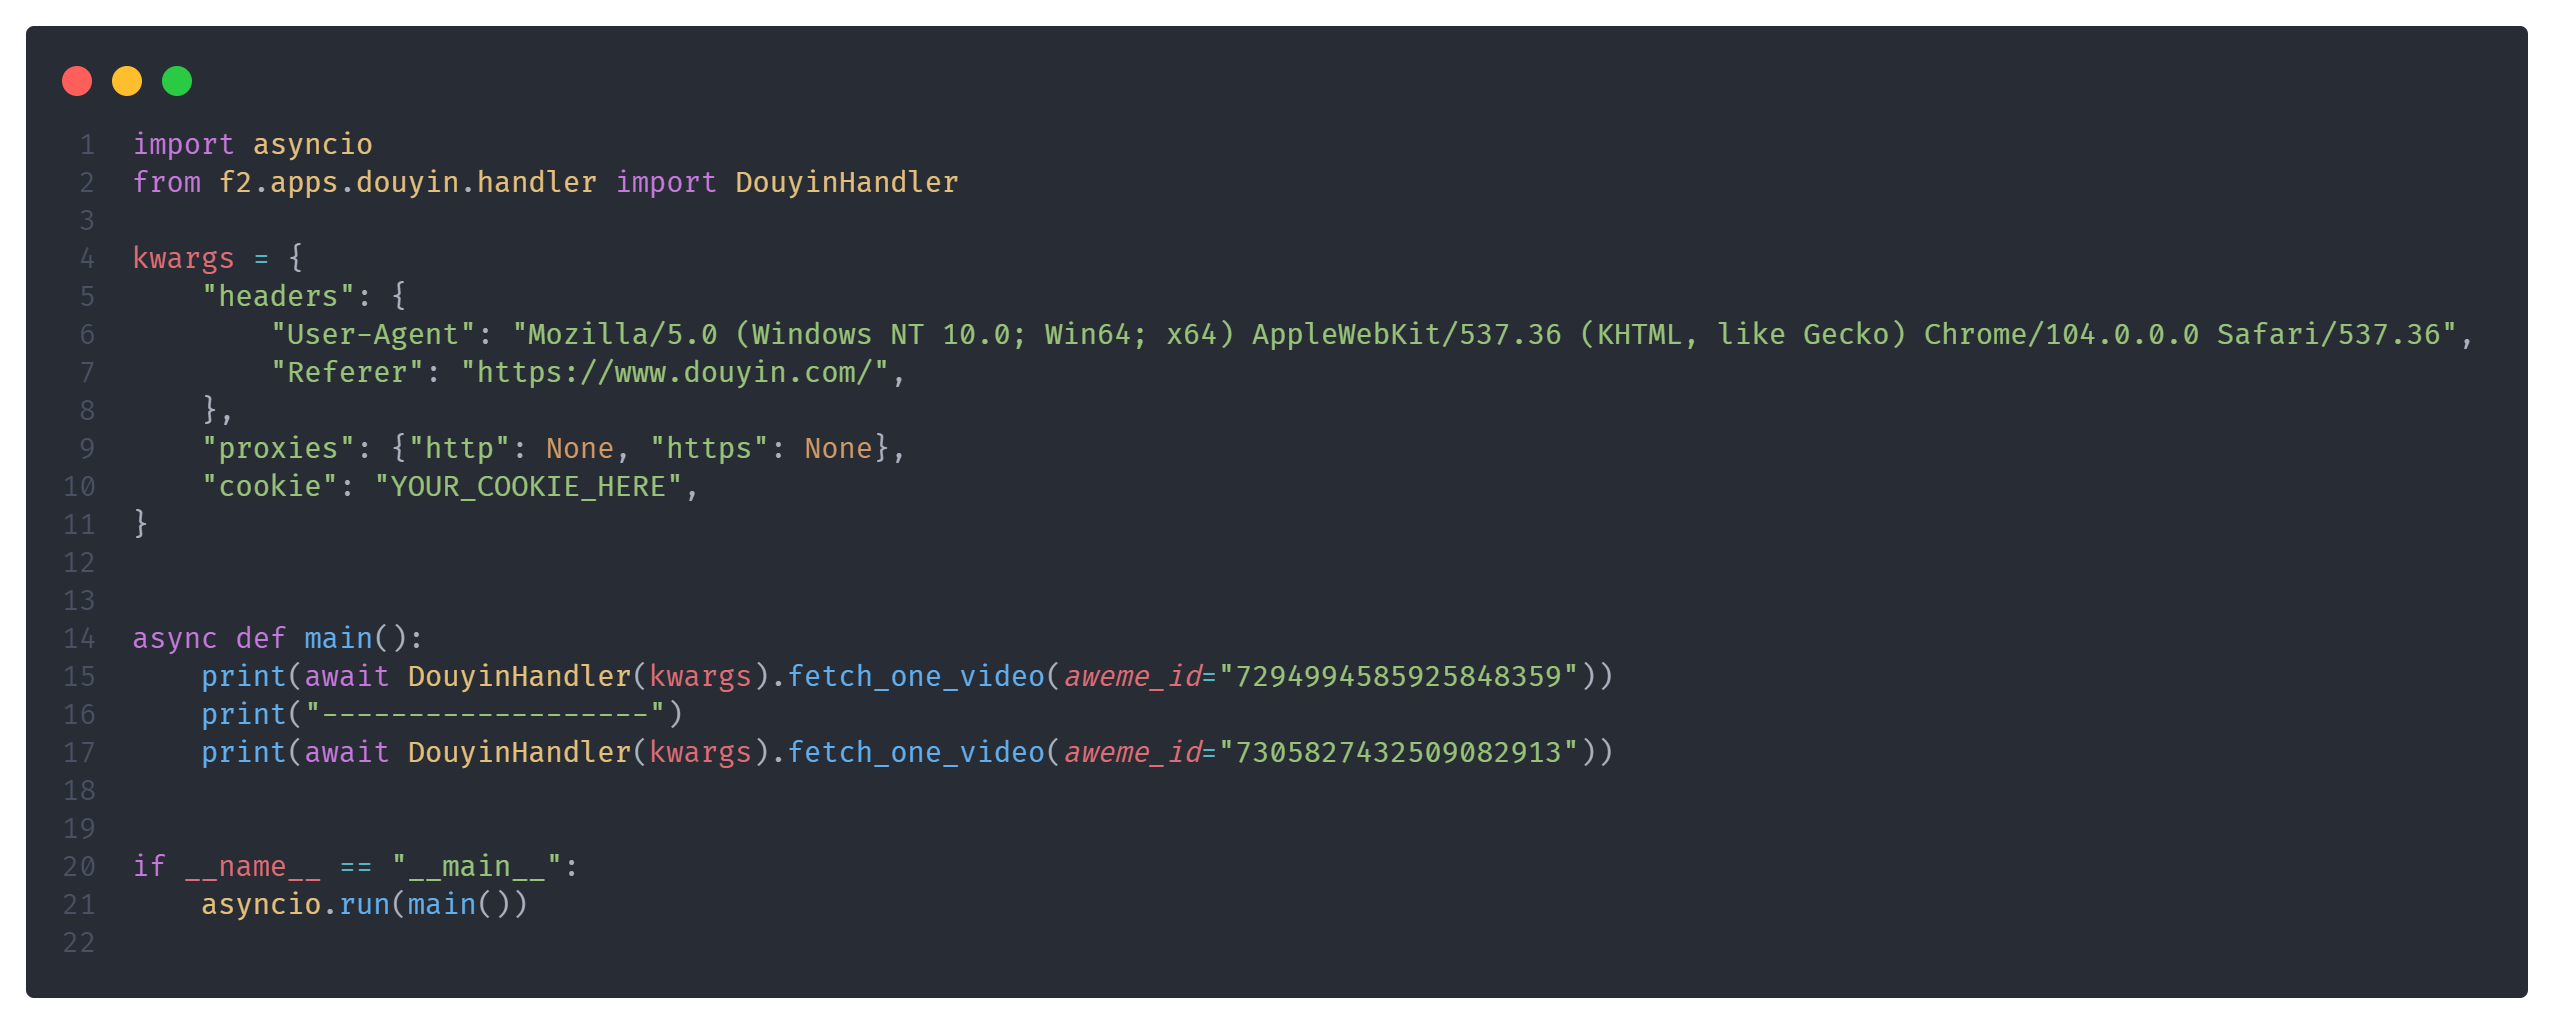 1 import asyncio
2 from f2.apps.douyin.handler import DouyinHandler
3
4 kwargs = {
5     "headers": {
6         "User-Agent": "Mozilla/5.0 (Windows NT 10.0; Win64; x64) AppleWebKit/537.36 (KHTML, like Gecko) Chrome/104.0.0.0 Safari/537.36",
7         "Referer": "https://www.douyin.com/",
8     },
9     "proxies": {"http": None, "https": None},
10     "cookie": "YOUR_COOKIE_HERE",
11 }
12
13
14 async def main():
15     print(await DouyinHandler(kwargs).fetch_one_video(aweme_id="7294994585925848359"))
16     print("-------------------")
17     print(await DouyinHandler(kwargs).fetch_one_video(aweme_id="7305827432509082913"))
18
19
20 if __name__ == "__main__":
21     asyncio.run(main())
22